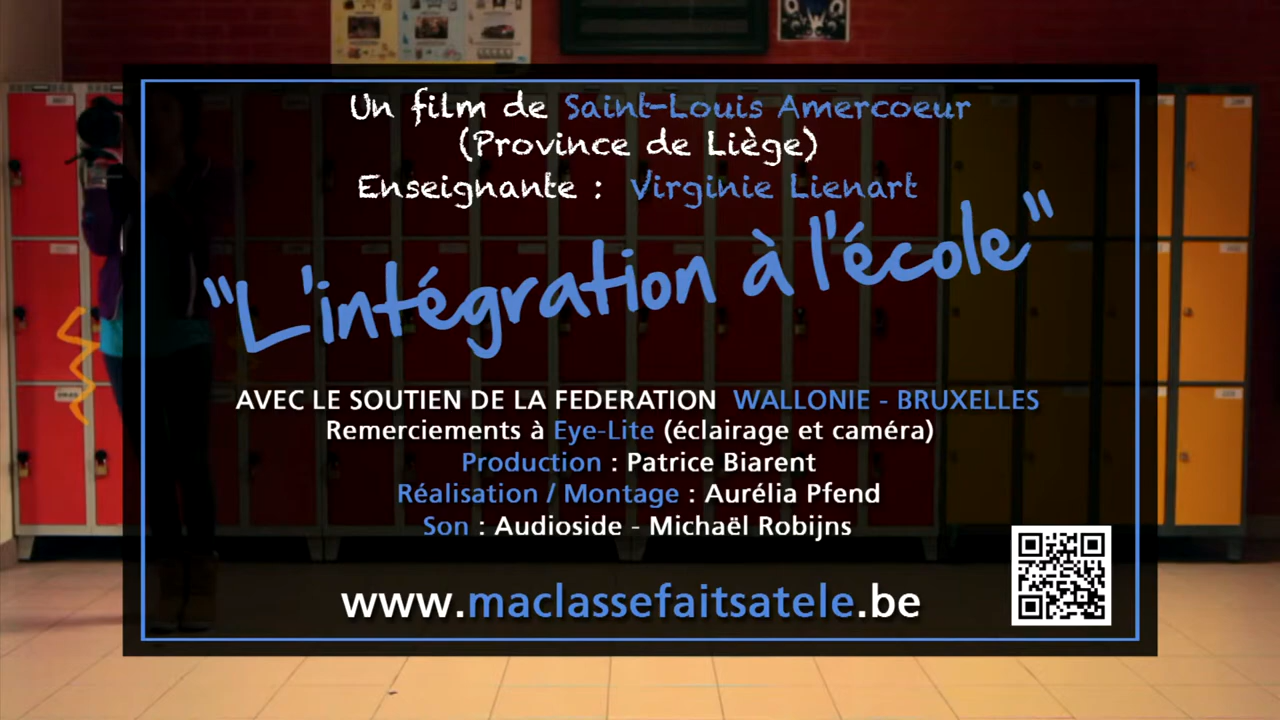 Un film de Saint-Louis Amercoeur
(Province de Liège)
Enseignante : Virginie Lienart
"L'intégration à l'école"
AVEC LE SOUTIEN DE LA FEDERATION WALLONIE - BRUXELLES
Remerciements à Eye-Lite (éclairage et caméra)
Production : Patrice Biarent
Réalisation / Montage : Aurélia Pfend
Son : Audioside - Michaël Robijns
www.maclassefaitsatele.be